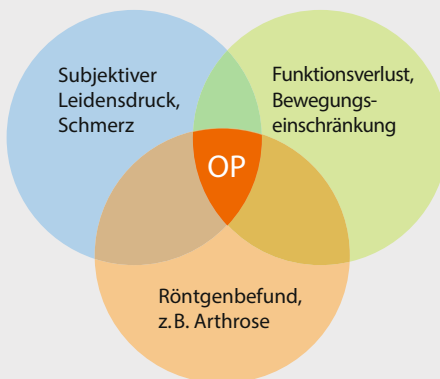 Subjektiver
Leidensdruck,
Schmerz
Funktionsverlust,
Bewegungs-
einschränkung
OP
Röntgenbefund,
z. B. Arthrose